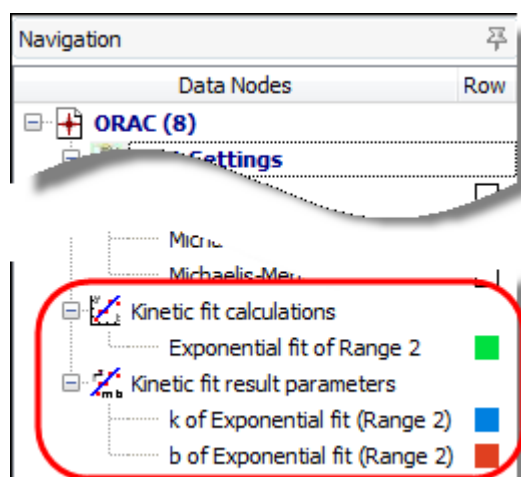 Navigation
Data Nodes Row
ORAC (8)
Settings
Kinetic fit calculations
Exponential fit of Range 2
Kinetic fit result parameters
k of Exponential fit (Range 2)
b of Exponential fit (Range 2)